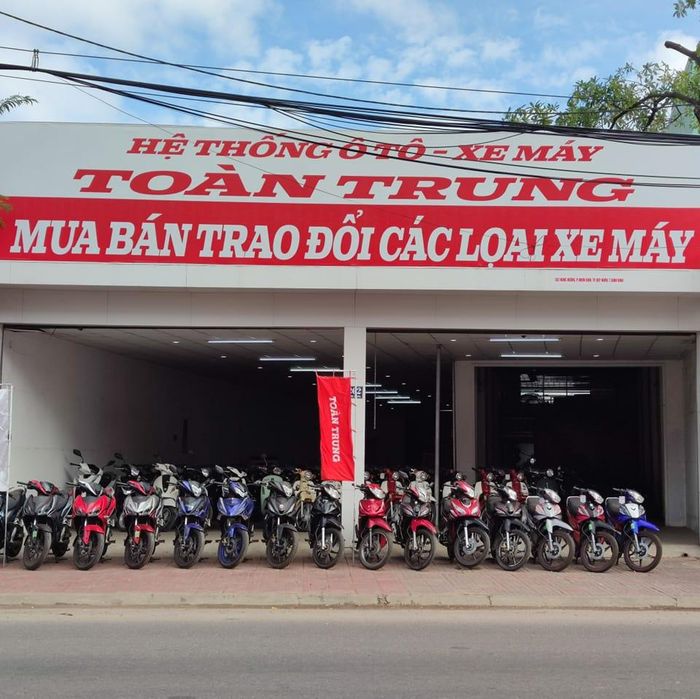 HỆ THỐNG Ô TÔ - XE MÁY
TOÀN TRUNG
MUA BÁN TRAO ĐỔI CÁC LOẠI XE MÁY
TOÀN TRUNG